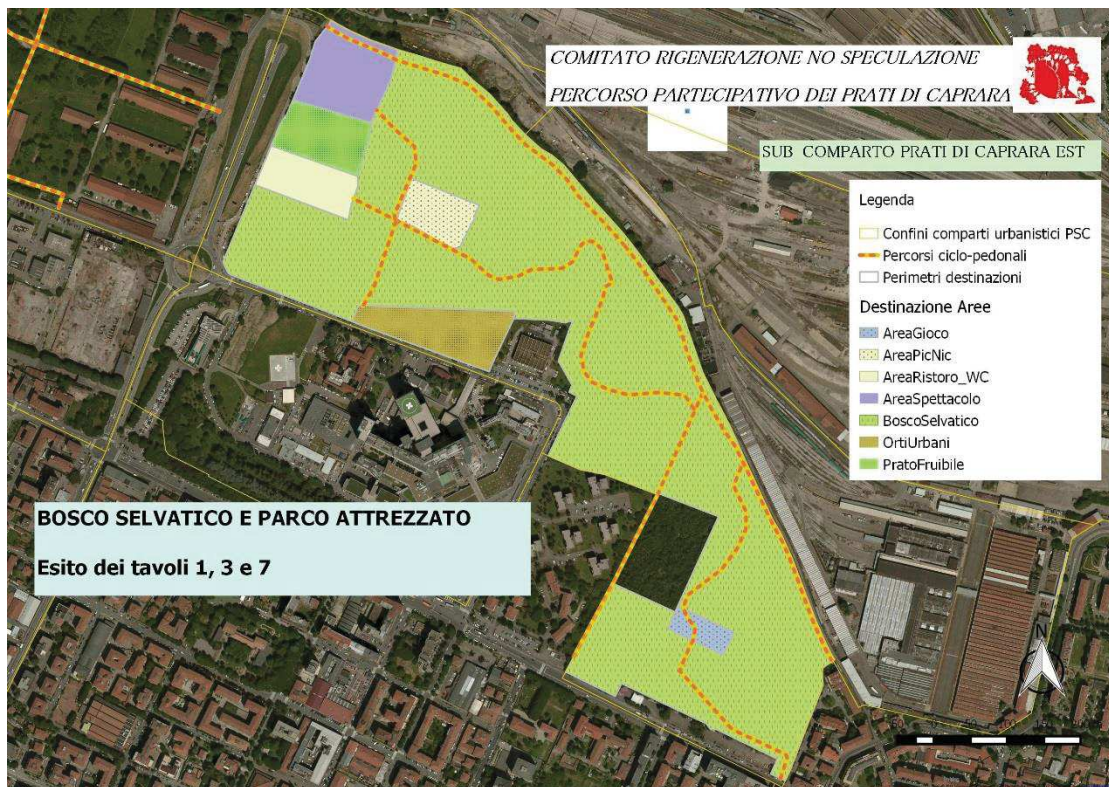 COMITATO RIGENERAZIONE NO SPECULAZIONE
PERCORSO PARTECIPATIVO DEI PRATI DI CAPRARA
SUB COMPARTO PRATI DI CAPRARA EST
Legenda
Confini comparti urbanistici PSC
Percorsi ciclo-pedonali
Perimetri destinazioni
Destinazione Aree
AreaGioco
AreaPicNic
AreaRistoro_WC
AreaSpettacolo
BoscoSelvatico
OrtiUrbani
PratoFruibile
BOSCO SELVATICO E PARCO ATTREZZATO
Esito dei tavoli 1, 3 e 7
N